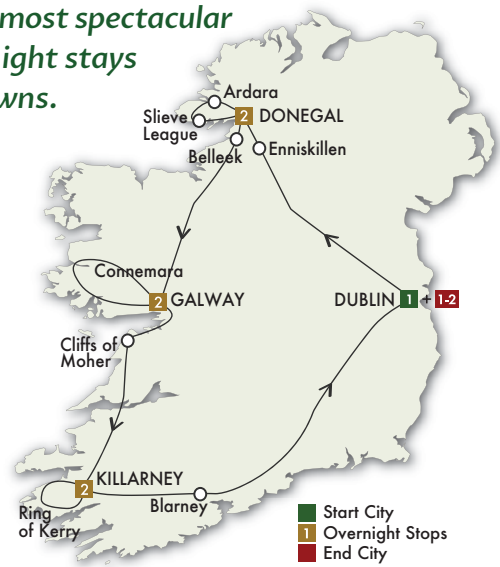 most spectacular
ight stays
wns.
Ardara
Slieve
League
2 DONEGAL
Belleek
Enniskillen
Connemara
2 GALWAY
DUBLIN 1 + 1-2
Cliffs of
Moher
2 KILLARNEY
Ring
of Kerry
Blarney
Start City
1 Overnight Stops
End City